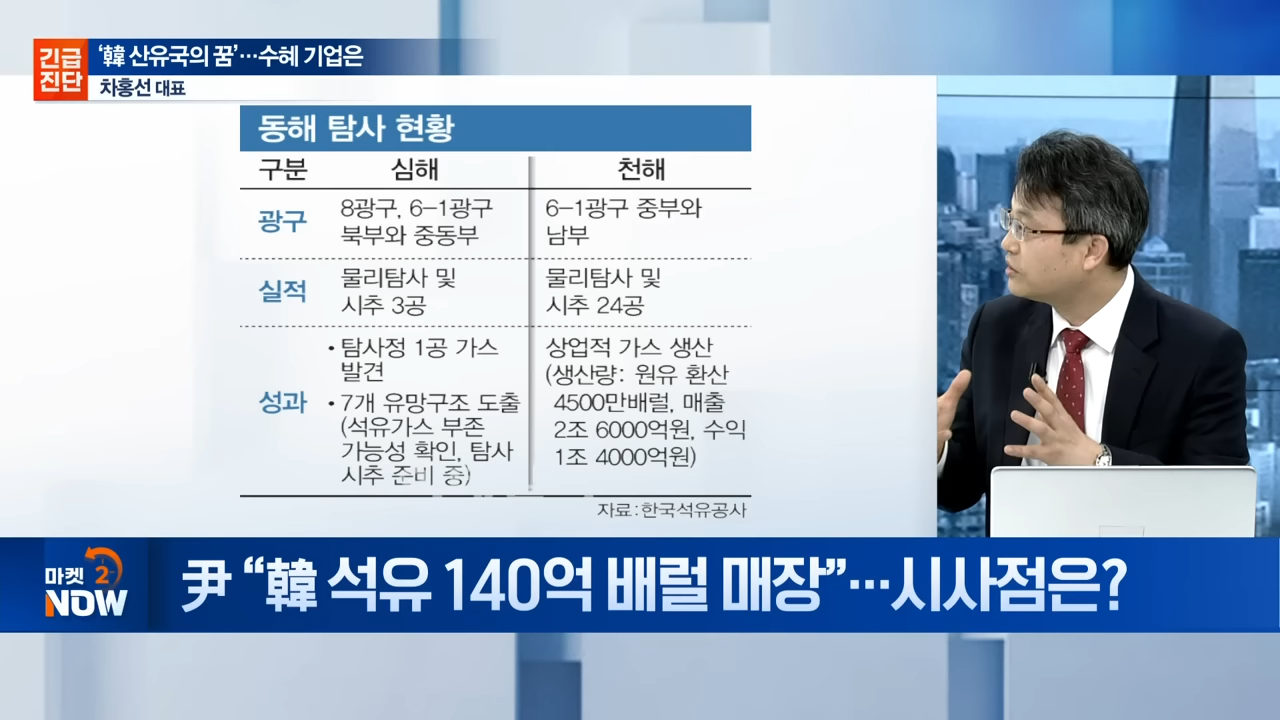 긴급
진단
‘韓 산유국의 꿈’…수혜 기업은
차홍선 대표
동해 탐사 현황
구분 심해 천해
광구
8광구, 6-1광구
북부와 중동부
6-1광구 중부와
남부
실적
물리탐사 및
시추 3공
물리탐사 및
시추 24공
성과
• 탐사정 1공 가스
발견
• 7개 유망구조 도출
(석유가스 부존
가능성 확인, 탐사
시추 준비 중)
상업적 가스 생산
(생산량: 원유 환산
4500만배럴, 매출
2조 6000억원, 수익
1조 4000억원)
자료:한국석유공사
마켓 2
NOW
尹 “韓 석유 140억 배럴 매장”…시사점은?